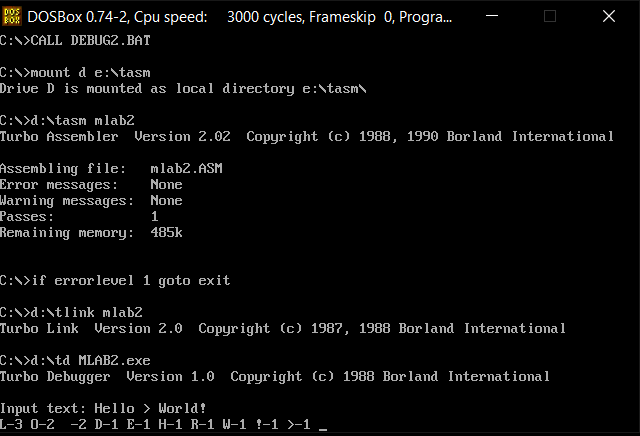 DOS BOX
DOSBox 0.74-2, Cpu speed: 3000 cycles, Frameskip 0, Progra...
C:\>CALL DEBUG2.BAT
C:\>mount d e:\tasm
Drive D is mounted as local directory e:\tasm\
C:\>d:\tasm mlab2
Turbo Assembler Version 2.02 Copyright (c) 1988, 1990 Borland International
Assembling file: mlab2.ASM
Error messages: None
Warning messages: None
Passes: 1
Remaining memory: 485k
C:\>if errorlevel 1 goto exit
C:\>d:\tlink mlab2
Turbo Link Version 2.0 Copyright (c) 1987, 1988 Borland International
C:\>d:\td MLAB2.exe
Turbo Debugger Version 1.0 Copyright (c) 1988 Borland International
Input text: Hello > World!
L-3 O-2  -2 D-1 E-1 H-1 R-1 W-1 !-1 >-1 _